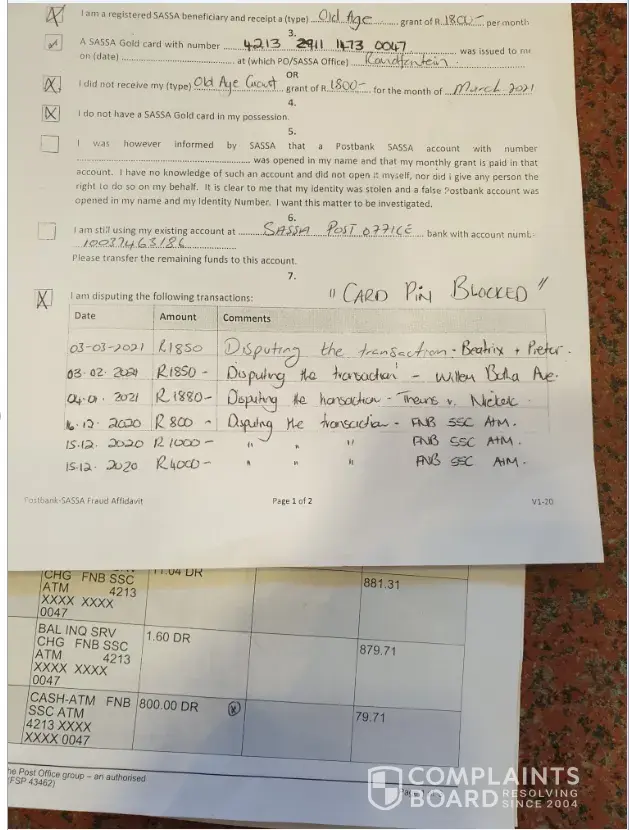 I am a registered SASSA beneficiary and receipt a (type) Old Age grant of R 1800- per month
3.
A SASSA Gold card with number 4213 2911 1173 0047 was issued to me
on (date) ............ at (which PO/SASSA Office) Randfontein.
OR
I did not receive my (type) Old Age Grant grant of R 1800- for the month of March 2021
4.
I do not have a SASSA Gold card in my possession.
5.
I was however informed by SASSA that a Postbank SASSA account with number
............ was opened in my name and that my monthly grant is paid in that
account. I have no knowledge of such an account and did not open it myself, nor did I give any person the
right to do so on my behalf. It is clear to me that my identity was stolen and a false Postbank account was
opened in my name and my Identity Number. I want this matter to be investigated.
6.
I am still using my existing account at SASSA POST OFFICE bank with account numb
10037463186
Please transfer the remaining funds to this account.
7.
I am disputing the following transactions: "CARD PIN BLOCKED"
Date Amount Comments
03-03-2021 R1850 Disputing the transaction - Beatrix + Pretor.
03.02.2021 R1850- Disputing the transaction - Willem Botha Ave.
04.01.2021 R1880- Disputing the transaction - Theuns v. Niekerk
16.12.2020 R800- Disputing the transaction - FNB SSC ATM.
15.12.2020 R1000- " " " FNB SSC ATM.
15.12.2020 R4000- " " " FNB SSC ATM.
Postbank-SASSA Fraud Affidavit Page 1 of 2 V1-20
CHG FNB SSC 11.04 DR 881.31
ATM 4213
XXXX XXXX
0047
BAL INQ SRV 1.60 DR 879.71
CHG FNB SSC
ATM 4213
XXXX XXXX
0047
CASH-ATM FNB 800.00 DR 79.71
SSC ATM
4213 XXXX
XXXX 0047
he Post Office group – an authorised
(FSP 43462)
COMPLAINTS
BOARD RESOLVING
SINCE 2004